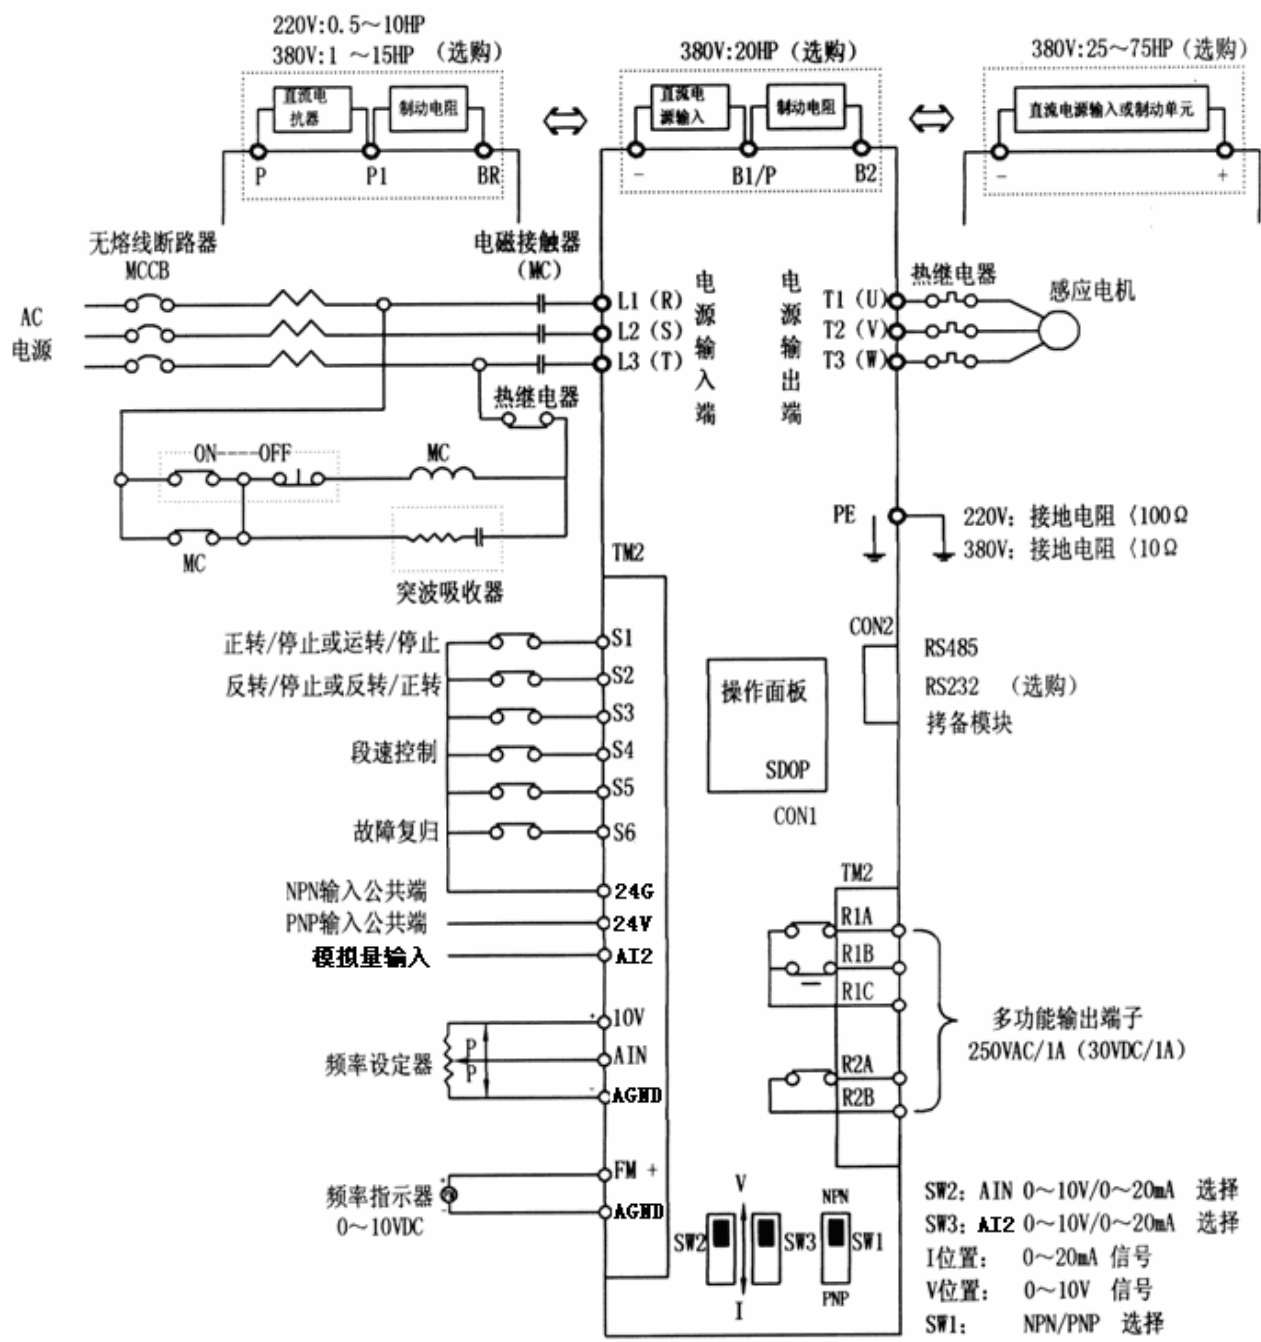 220V:0.5～10HP
380V:1 ～15HP (选购)
380V:20HP (选购)
380V:25～75HP (选购)
直流电
抗器
制动电阻
直流电
源输入
制动电阻
直流电源输入或制动单元
P
P1
BR
-
B1/P
B2
-
+
无熔线断路器
MCCB
电磁接触器
(MC)
AC
电源
L1 (R)
L2 (S)
L3 (T)
电源输入端
电源输出端
T1 (U)
T2 (V)
T3 (W)
热继电器
感应电机
热继电器
ON----OFF
MC
MC
突波吸收器
PE
220V: 接地电阻〈100Ω
380V: 接地电阻〈10Ω
TM2
正转/停止或运转/停止
S1
反转/停止或反转/正转
S2
S3
段速控制
S4
S5
故障复归
S6
NPN输入公共端
24G
PNP输入公共端
24V
模拟量输入
AI2
+
10V
频率设定器
P
P
AIN
-
AGND
频率指示器
0～10VDC
+
-
FM +
AGND
操作面板
SDOP
CON1
CON2
RS485
RS232 (选购)
拷备模块
TM2
R1A
R1B
R1C
R2A
R2B
多功能输出端子
250VAC/1A (30VDC/1A)
V
I
SW2
SW3
NPN
SW1
PNP
SW2: AIN 0～10V/0～20mA 选择
SW3: AI2 0～10V/0～20mA 选择
I位置: 0～20mA 信号
V位置: 0～10V 信号
SW1: NPN/PNP 选择